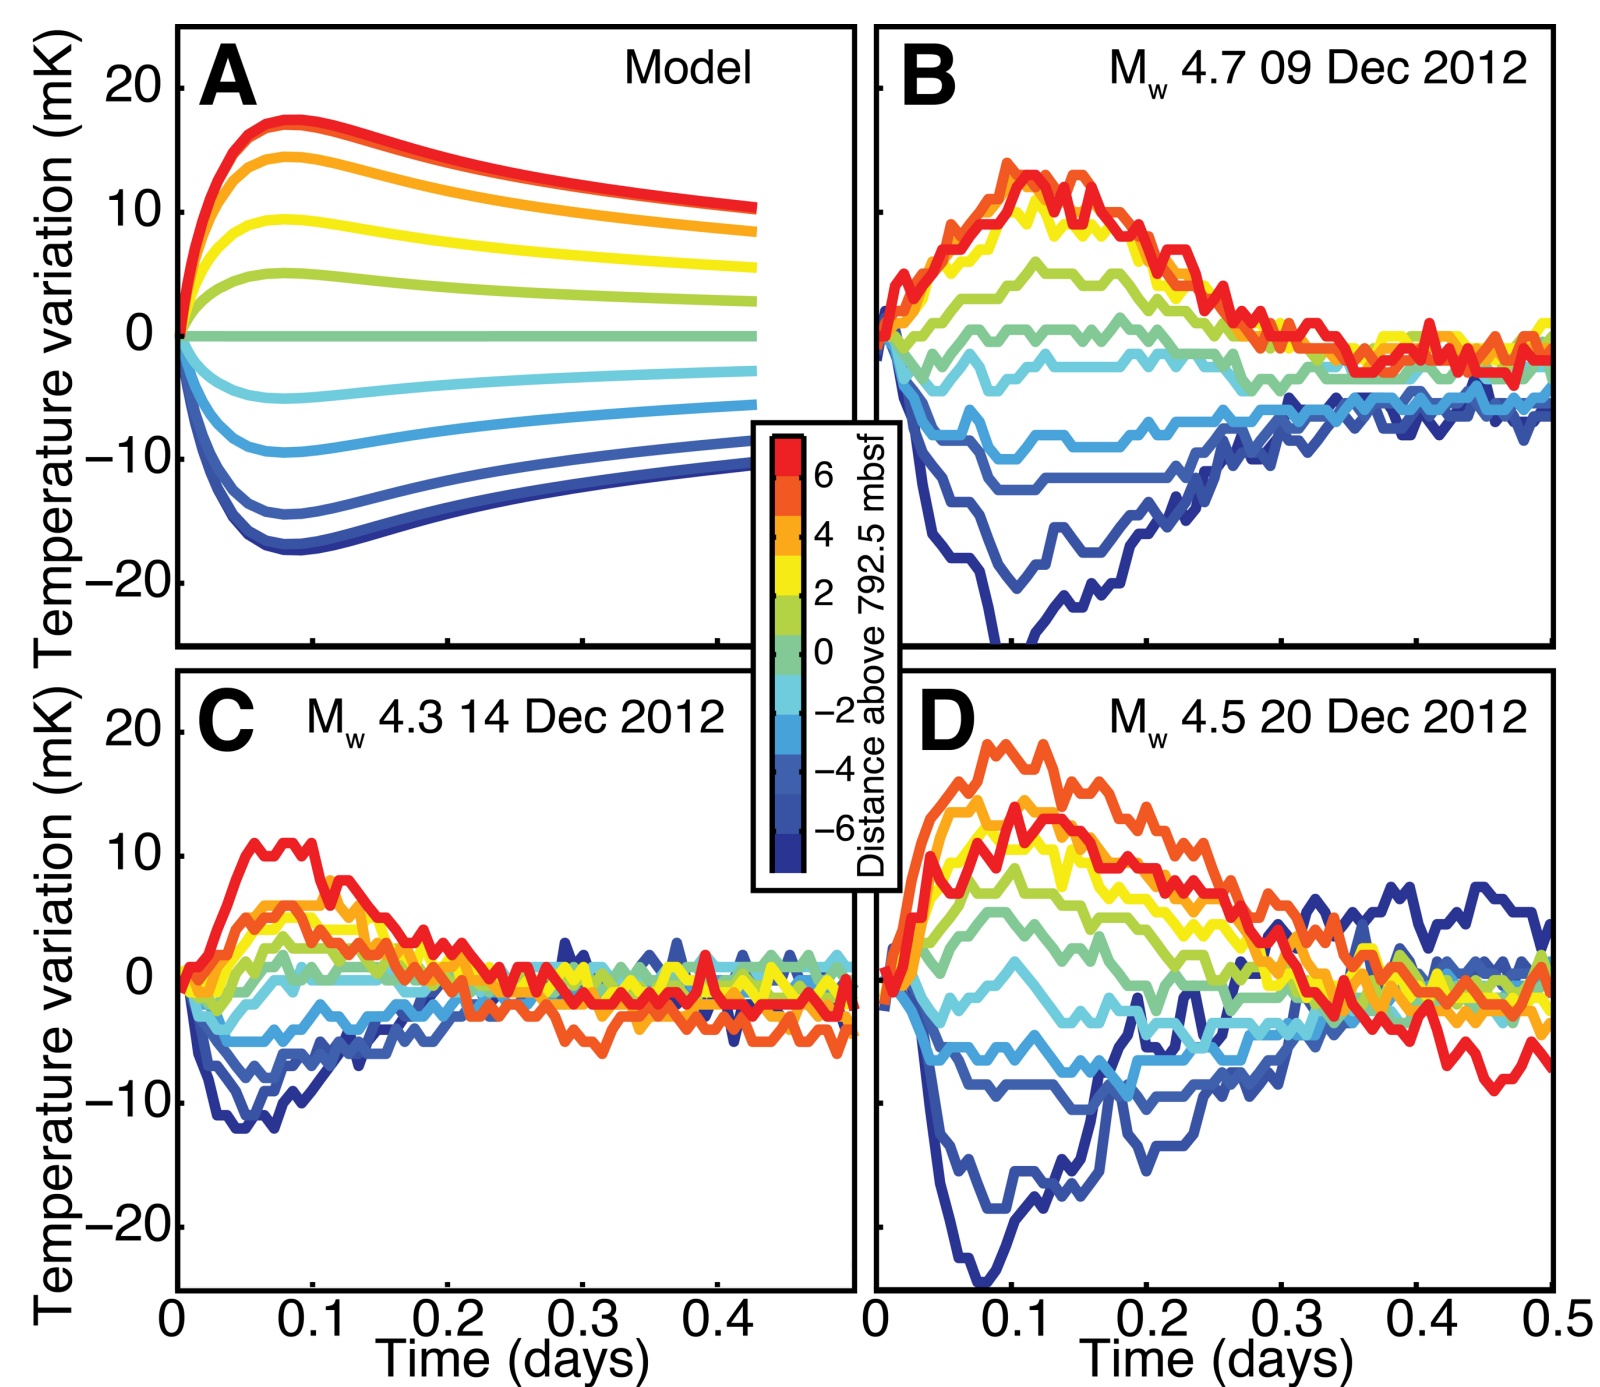 A
Model
Temperature variation (mK)
20
10
0
−10
−20
B
Mw 4.7 09 Dec 2012
6
4
2
0
−2
−4
−6
Distance above 792.5 mbsf
C
Mw 4.3 14 Dec 2012
Temperature variation (mK)
20
10
0
−10
−20
0
0.1
0.2
0.3
0.4
Time (days)
D
Mw 4.5 20 Dec 2012
0
0.1
0.2
0.3
0.4
0.5
Time (days)